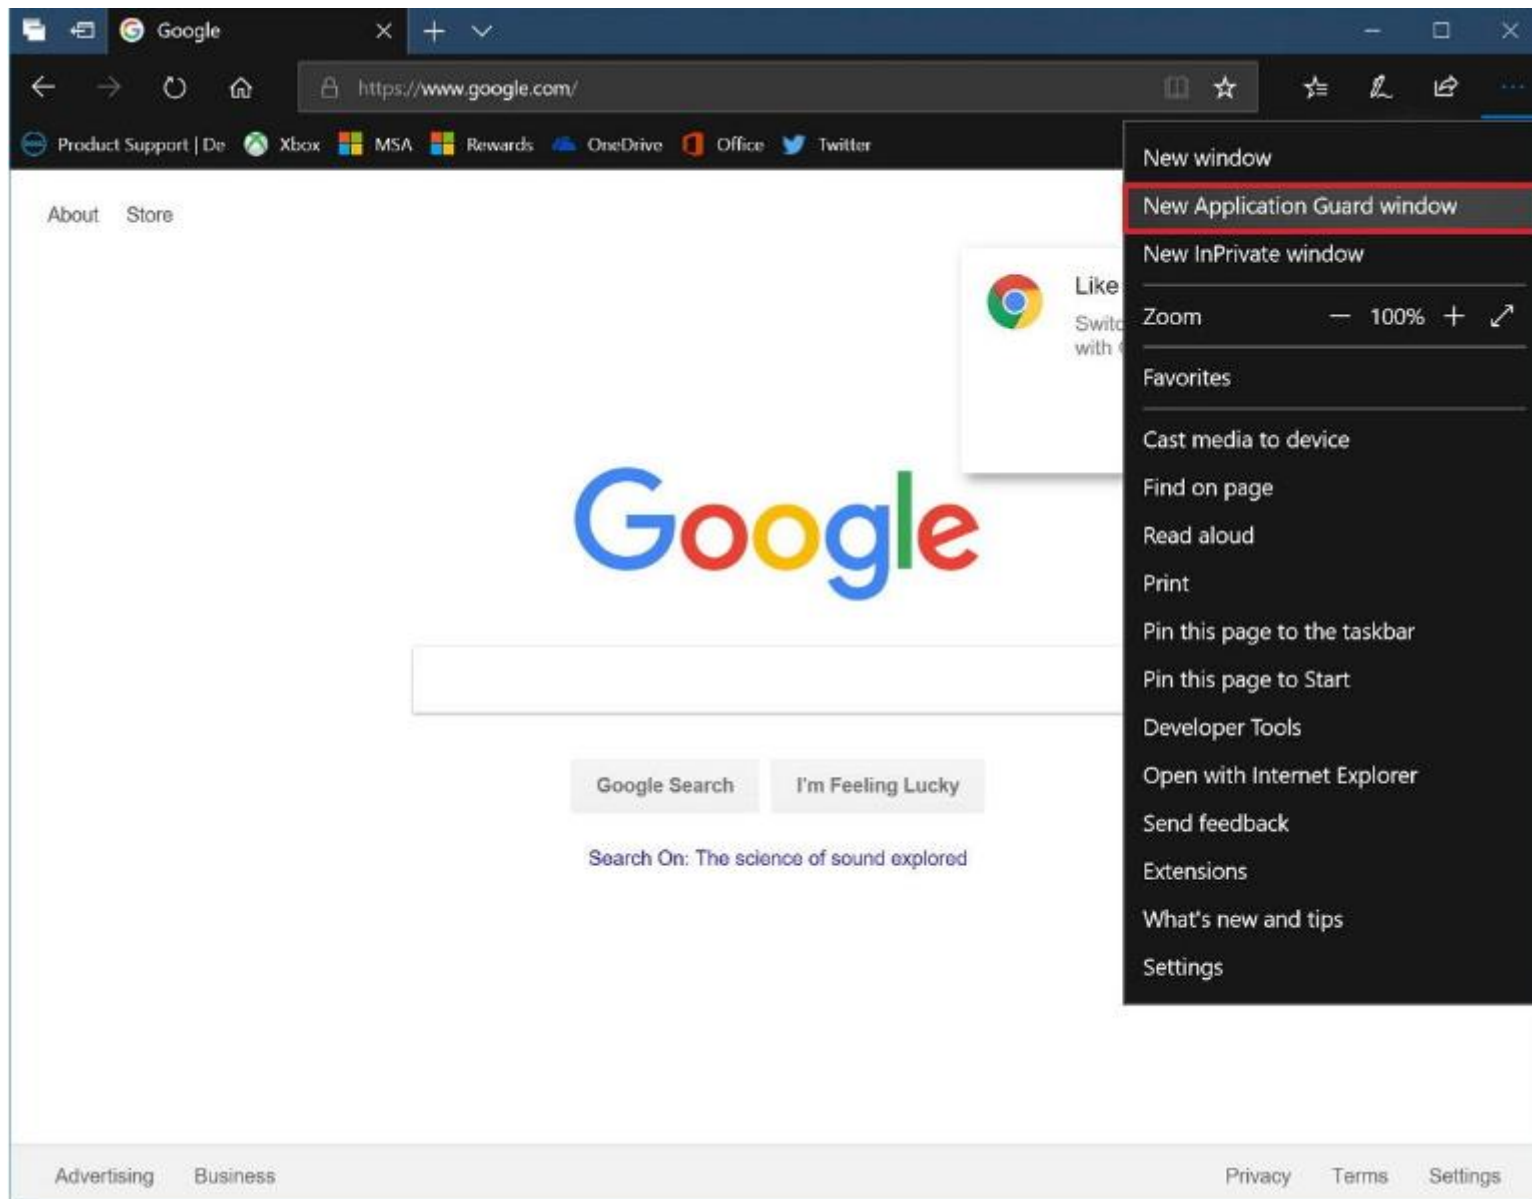 Google
https://www.google.com/
Product Support | De Xbox MSA Rewards OneDrive Office Twitter
About Store
New window
New Application Guard window
New InPrivate window
Zoom — 100% +
Favorites
Cast media to device
Find on page
Read aloud
Print
Pin this page to the taskbar
Pin this page to Start
Developer Tools
Open with Internet Explorer
Send feedback
Extensions
What's new and tips
Settings
Like
Switc
with
Google
Google Search I'm Feeling Lucky
Search On: The science of sound explored
Advertising Business Privacy Terms Settings